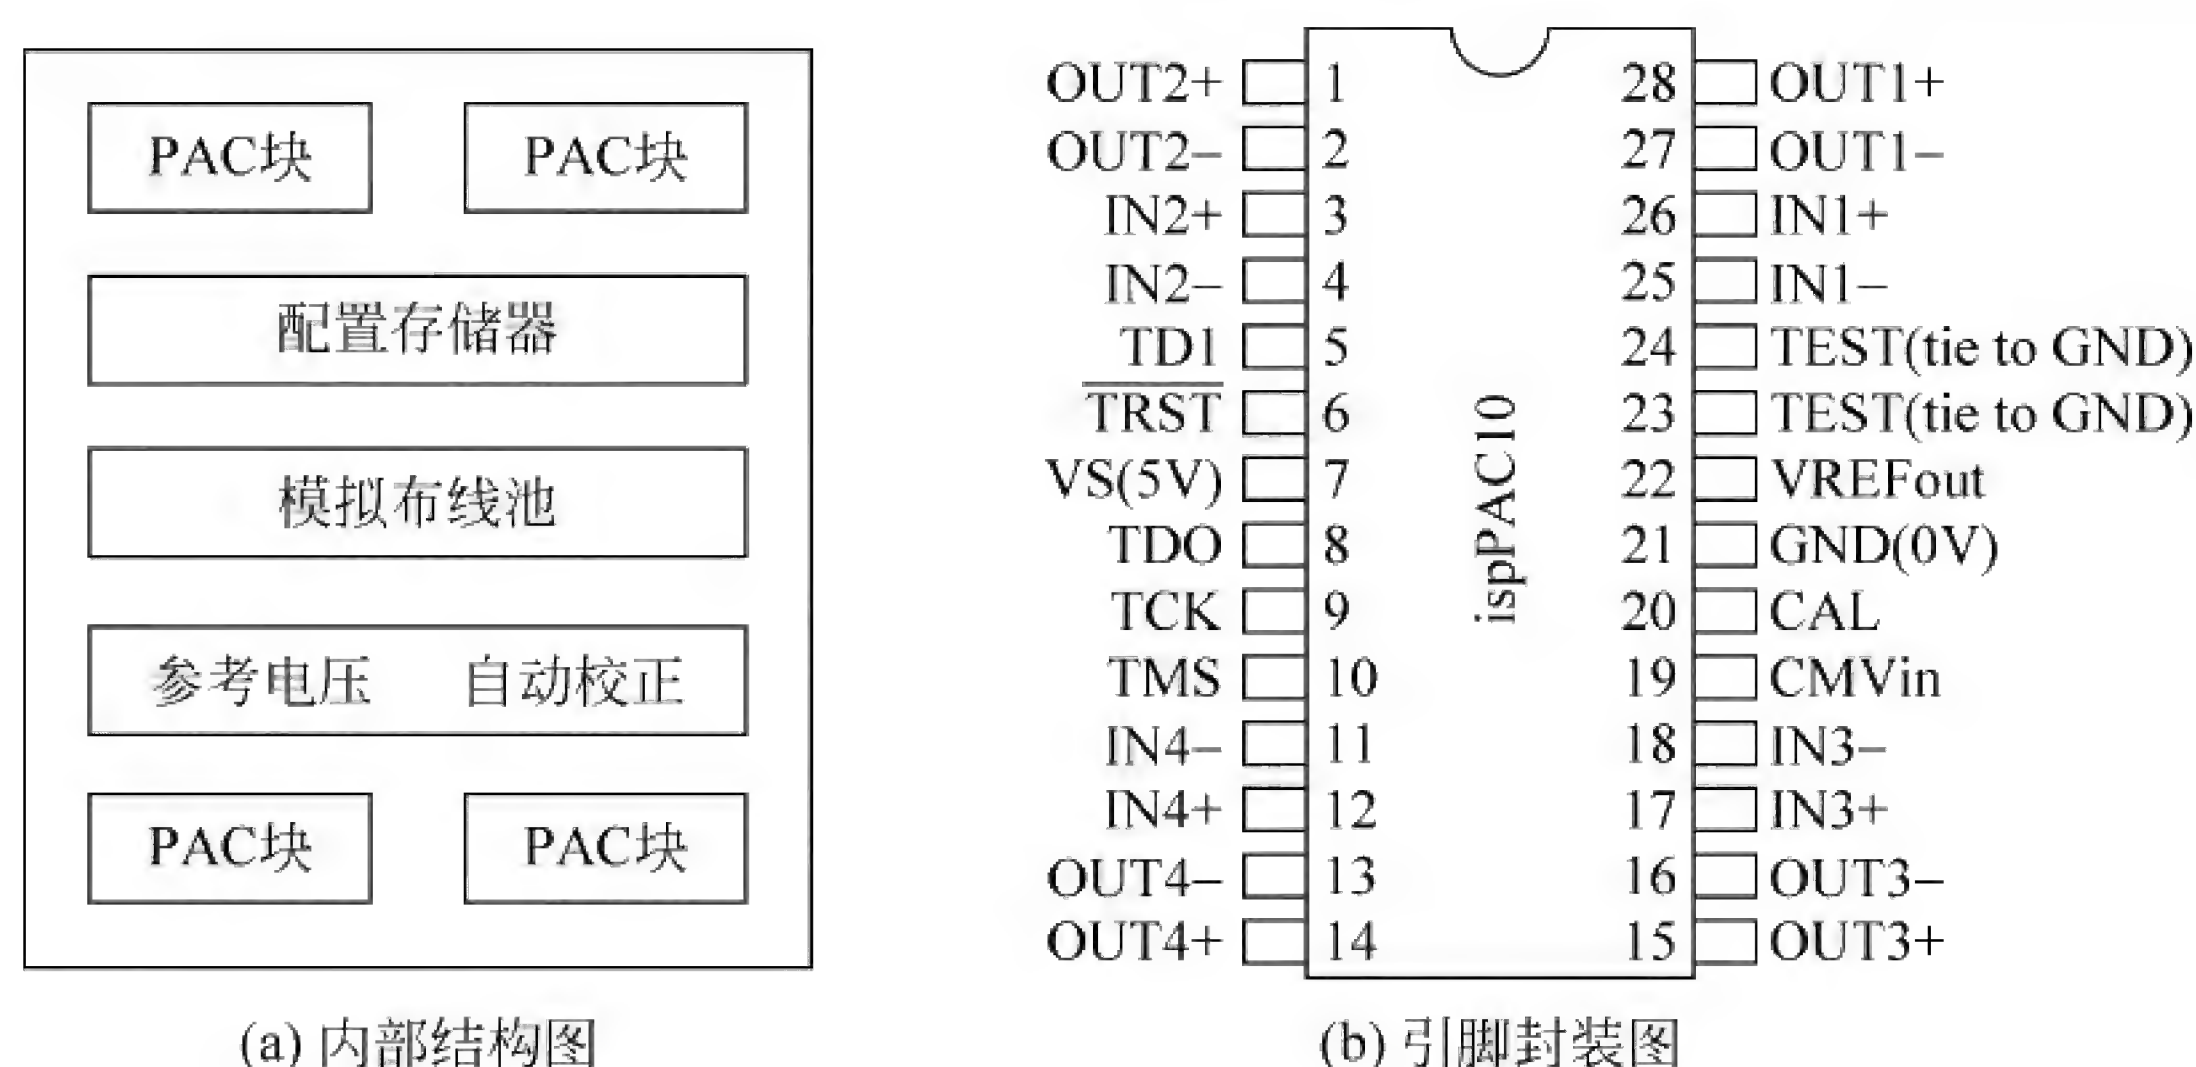 PAC块 PAC块
配置存储器
模拟布线池
参考电压 自动校正
PAC块 PAC块
(a) 内部结构图
OUT2+ 1 28 OUT1+
OUT2– 2 27 OUT1–
IN2+ 3 26 IN1+
IN2– 4 25 IN1–
TD1 5 24 TEST(tie to GND)
TRST 6 23 TEST(tie to GND)
VS(5V) 7 22 VREFout
TDO 8 21 GND(0V)
TCK 9 20 CAL
TMS 10 19 CMVin
IN4– 11 18 IN3–
IN4+ 12 17 IN3+
OUT4– 13 16 OUT3–
OUT4+ 14 15 OUT3+
ispPAC10
(b) 引脚封装图